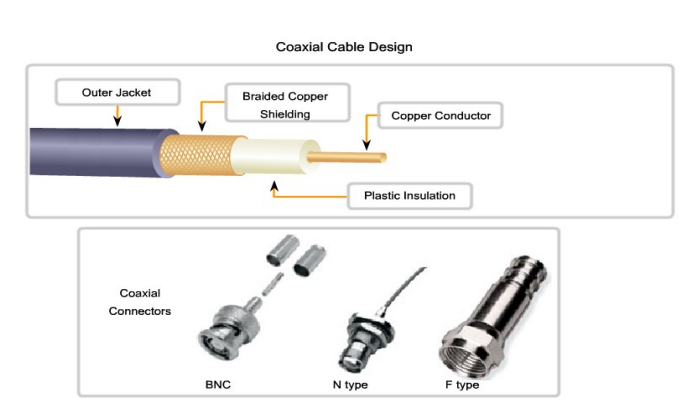 Coaxial Cable Design
Outer Jacket
Braided Copper
Shielding
Copper Conductor
Plastic Insulation
Coaxial
Connectors
BNC
N type
F type